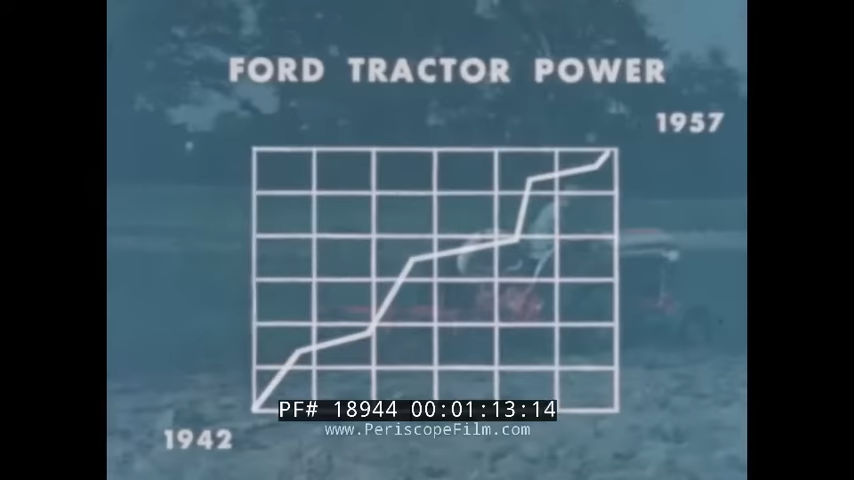 FORD TRACTOR POWER
1957
PF# 18944 00:01:13:14
www.PeriscopeFilm.com
1942